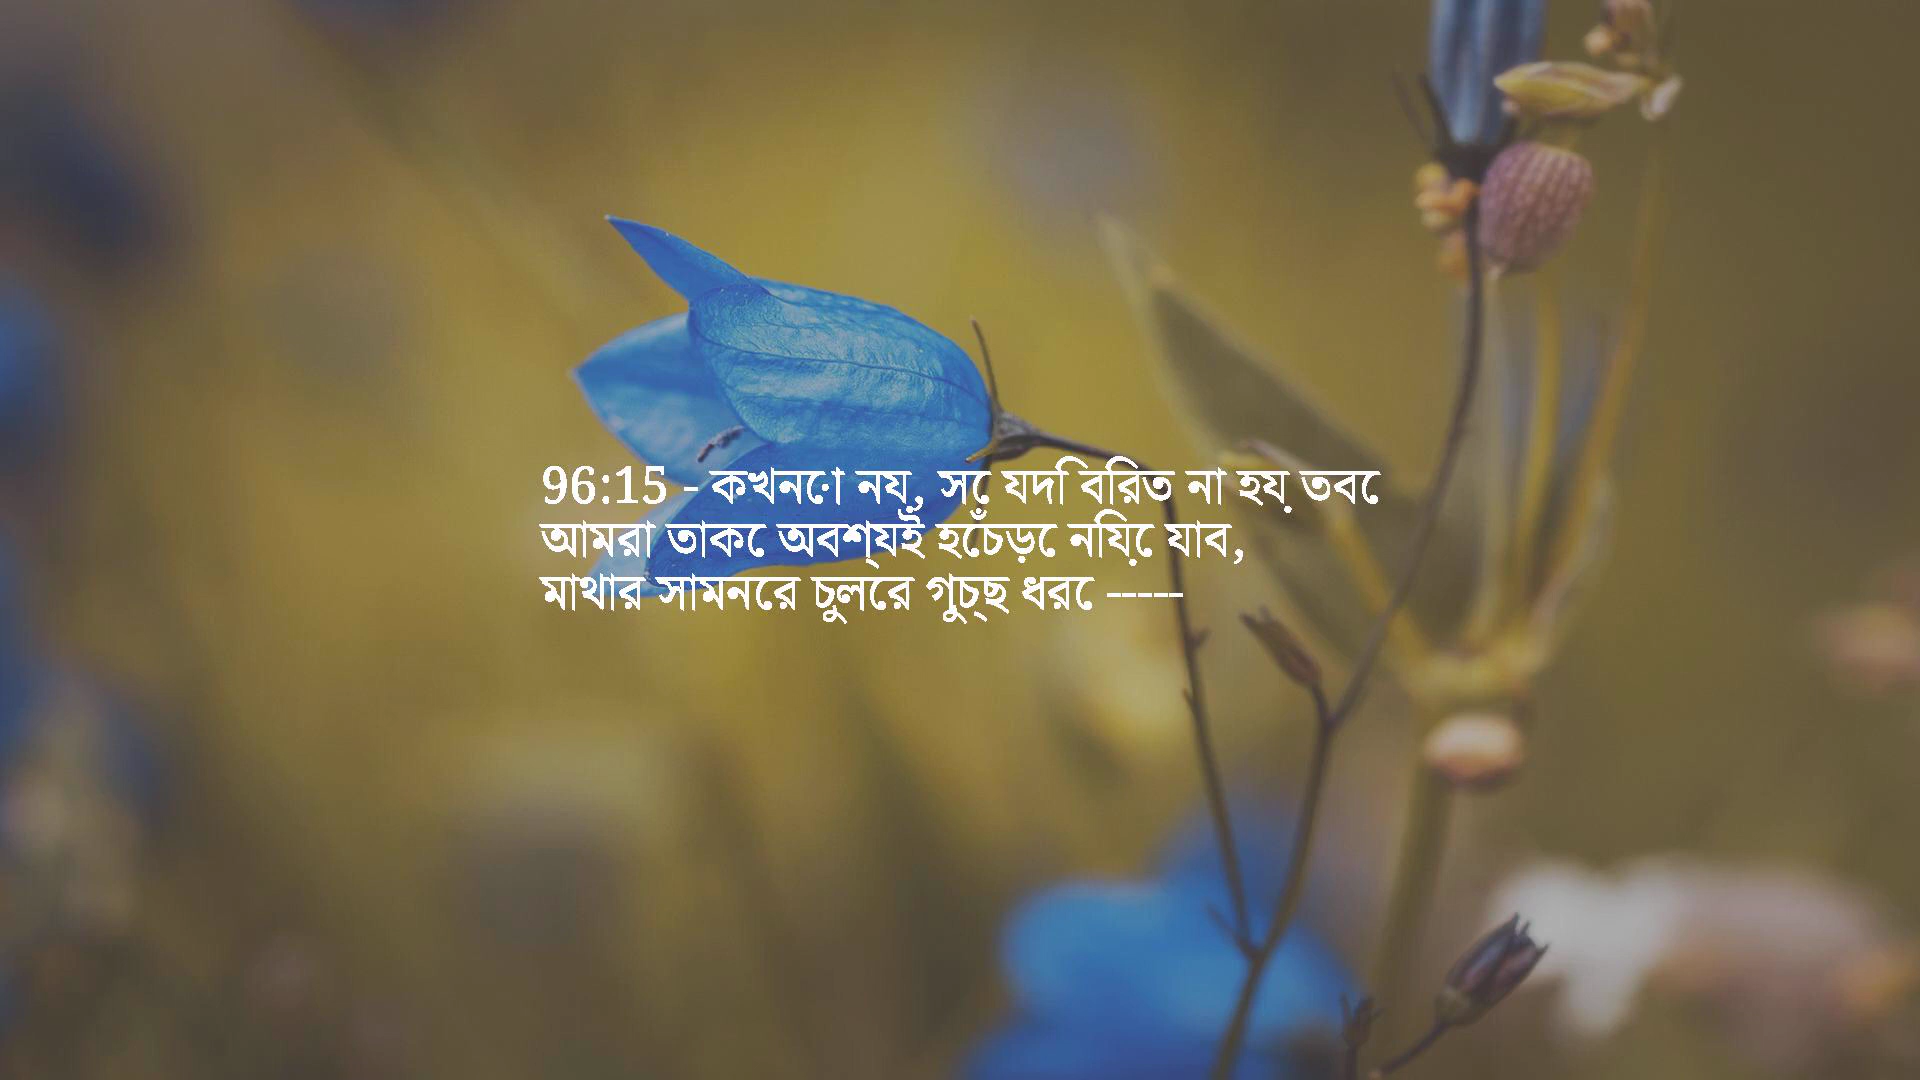 96:15 - কখনো নয়, সে যদি বিরত না হয় তবে
আমরা তাকে অবশ্যই হেঁচড়ে নিয়ে যাব,
মাথার সামনের চুলের গুচ্ছ ধরে -----